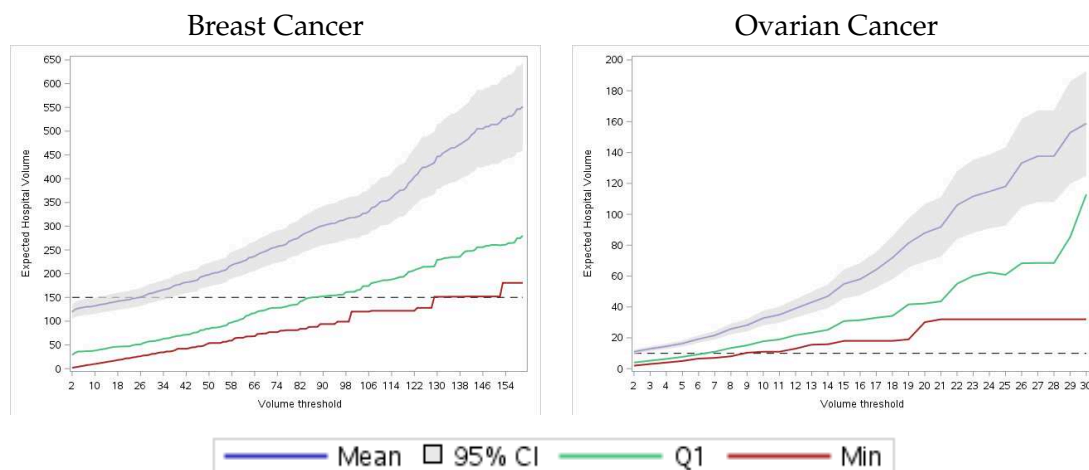 Breast Cancer
Ovarian Cancer
650
600
550
500
450
400
350
300
250
200
150
100
50
0
Expected Hospital Volume
2 10 18 26 34 42 50 58 66 74 82 90 98 106 114 122 130 138 146 154
Volume threshold
200
180
160
140
120
100
80
60
40
20
0
Expected Hospital Volume
2 3 4 5 6 7 8 9 10 11 12 13 14 15 16 17 18 19 20 21 22 23 24 25 26 27 28 29 30
Volume threshold
Mean 95% CI Q1 Min